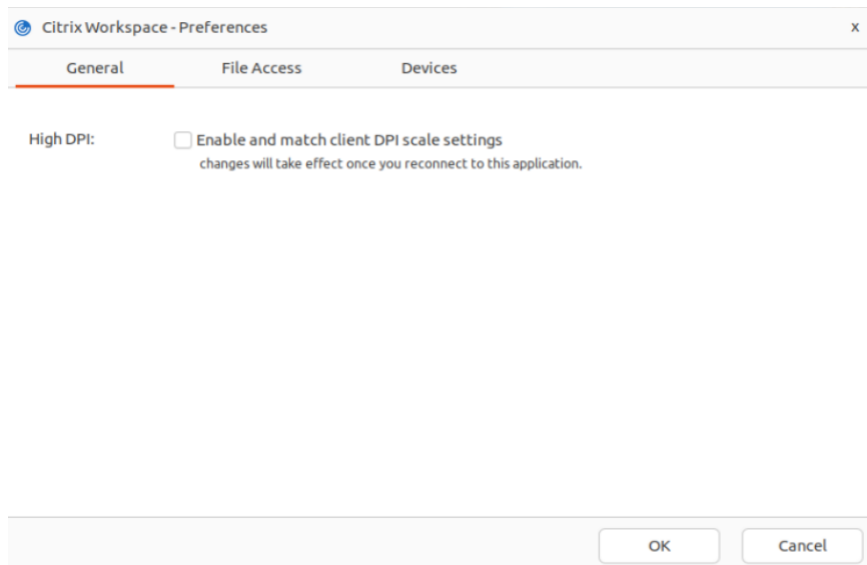 Citrix Workspace - Preferences x
General File Access Devices
High DPI: Enable and match client DPI scale settings
changes will take effect once you reconnect to this application.
OK Cancel